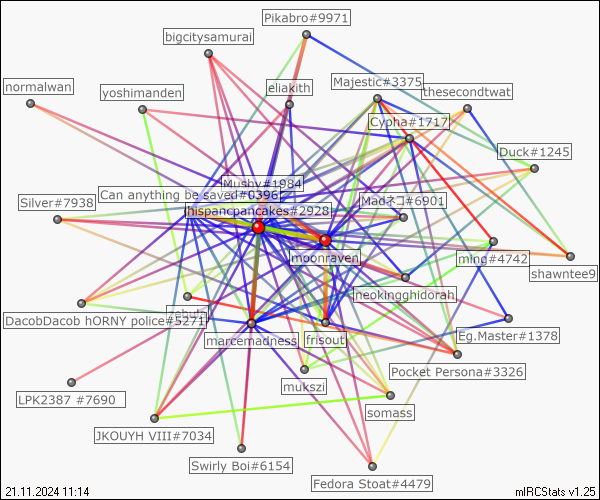 Pikabro#9971
bigcitysamurai
Majestic#3375
eliakith
thesecondtwat
normalwan
yoshimanden
Cypha#1717
Duck#1245
Mushy#1984
Can anything be saved#0396
Madネコ#6901
Silver#7938
hispancpancakes#2928
moonraven
ming#4742
shawntee9
heokingghidorah
DacobDacob hORNY police#5271
marcemadness
frisout
Eg.Master#1378
Pocket Persona#3326
mukszi
LPK2387 #7690
somass
JKOUYH VIII#7034
Swirly Boi#6154
Fedora Stoat#4479
21.11.2024 11:14
mIRCStats v1.25